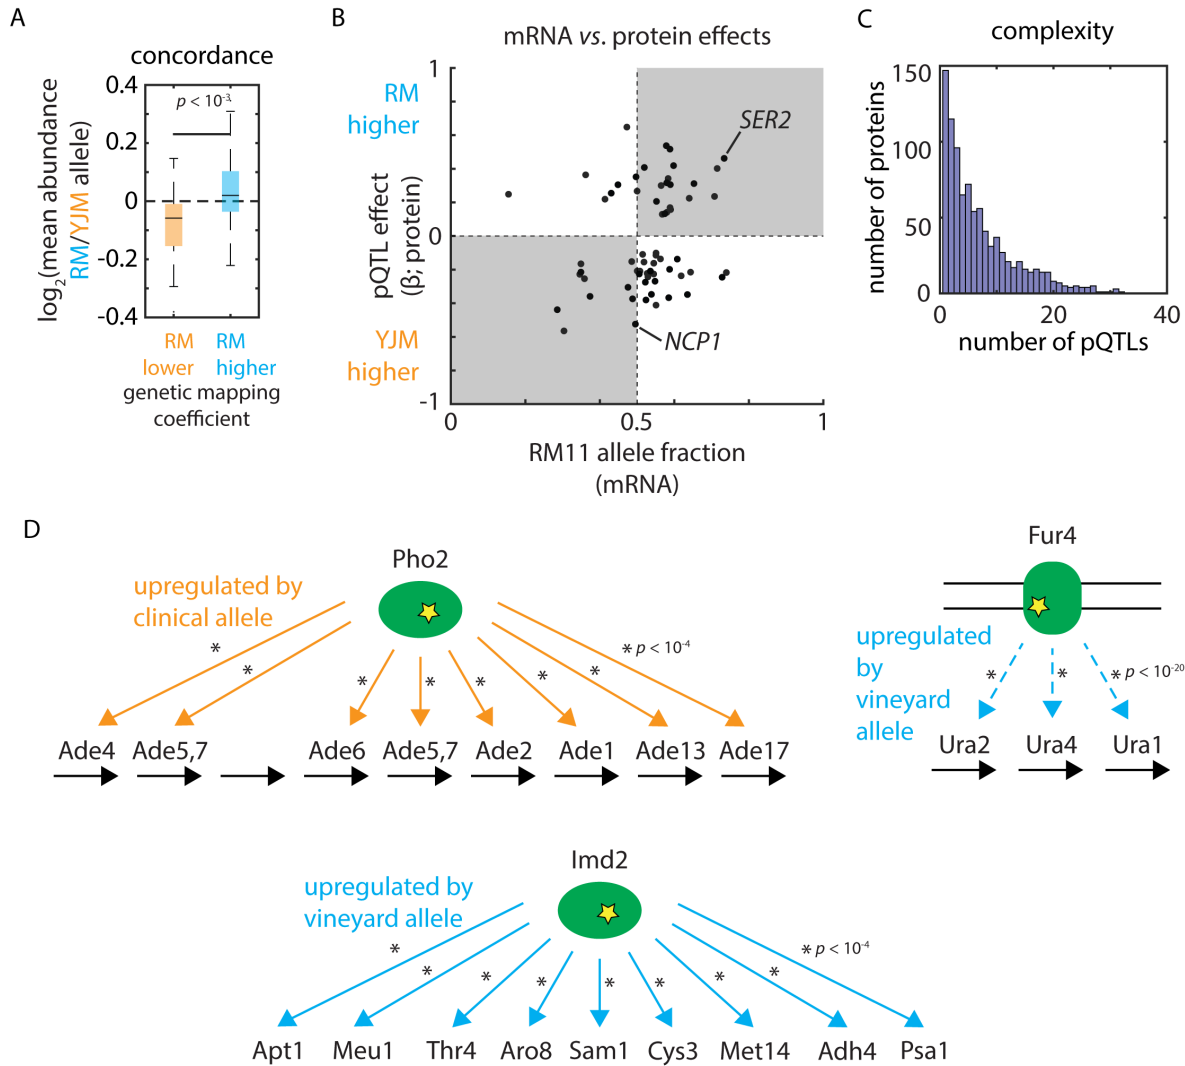 A
concordance
log2(mean abundance
RM/YJM allele)
0.4
0.2
0
-0.2
-0.4
p < 10-3
RM
lower
RM
higher
genetic mapping
coefficient
B
mRNA vs. protein effects
RM
higher
pQTL effect
(β; protein)
YJM
higher
1
0
-1
SER2
NCP1
0
0.5
1
RM11 allele fraction
(mRNA)
C
complexity
number of proteins
150
100
50
0
0
20
40
number of pQTLs
D
Pho2
upregulated by
clinical allele
*
*
*
*
*
*
*
* p < 10-4
Ade4
Ade5,7
Ade6
Ade5,7
Ade2
Ade1
Ade13
Ade17
Fur4
upregulated
by
vineyard
allele
*
*
* p < 10-20
Ura2
Ura4
Ura1
Imd2
upregulated by
vineyard allele
*
*
*
*
*
*
*
*
* p < 10-4
Apt1
Meu1
Thr4
Aro8
Sam1
Cys3
Met14
Adh4
Psa1